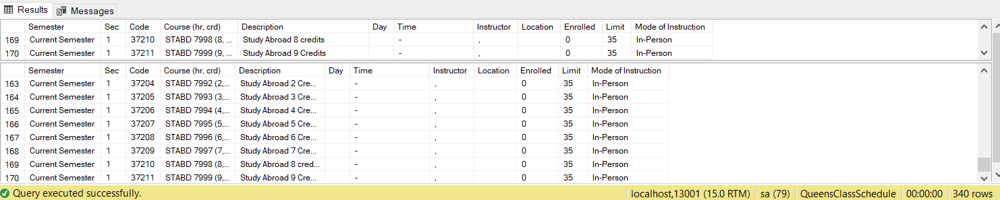 Results Messages
Semester Sec Code Course (hr, crd) Description Day Time Instructor Location Enrolled Limit Mode of Instruction
169 Current Semester 1 37210 STABD 7998 (8, ... Study Abroad 8 credits - , 0 35 In-Person
170 Current Semester 1 37211 STABD 7999 (9, ... Study Abroad 9 Credits - , 0 35 In-Person
Semester Sec Code Course (hr, crd) Description Day Time Instructor Location Enrolled Limit Mode of Instruction
163 Current Semester 1 37204 STABD 7992 (2,... Study Abroad 2 Cre... - , 0 35 In-Person
164 Current Semester 1 37205 STABD 7993 (3,... Study Abroad 3 Cre... - , 0 35 In-Person
165 Current Semester 1 37206 STABD 7994 (4,... Study Abroad 4 Cre... - , 0 35 In-Person
166 Current Semester 1 37207 STABD 7995 (5,... Study Abroad 5 Cre... - , 0 35 In-Person
167 Current Semester 1 37208 STABD 7996 (6,... Study Abroad 6 Cre... - , 0 35 In-Person
168 Current Semester 1 37209 STABD 7997 (7,... Study Abroad 7 Cre... - , 0 35 In-Person
169 Current Semester 1 37210 STABD 7998 (8,... Study Abroad 8 cred... - , 0 35 In-Person
170 Current Semester 1 37211 STABD 7999 (9,... Study Abroad 9 Cre... - , 0 35 In-Person
Query executed successfully. localhost,13001 (15.0 RTM) sa (79) QueensClassSchedule 00:00:00 340 rows